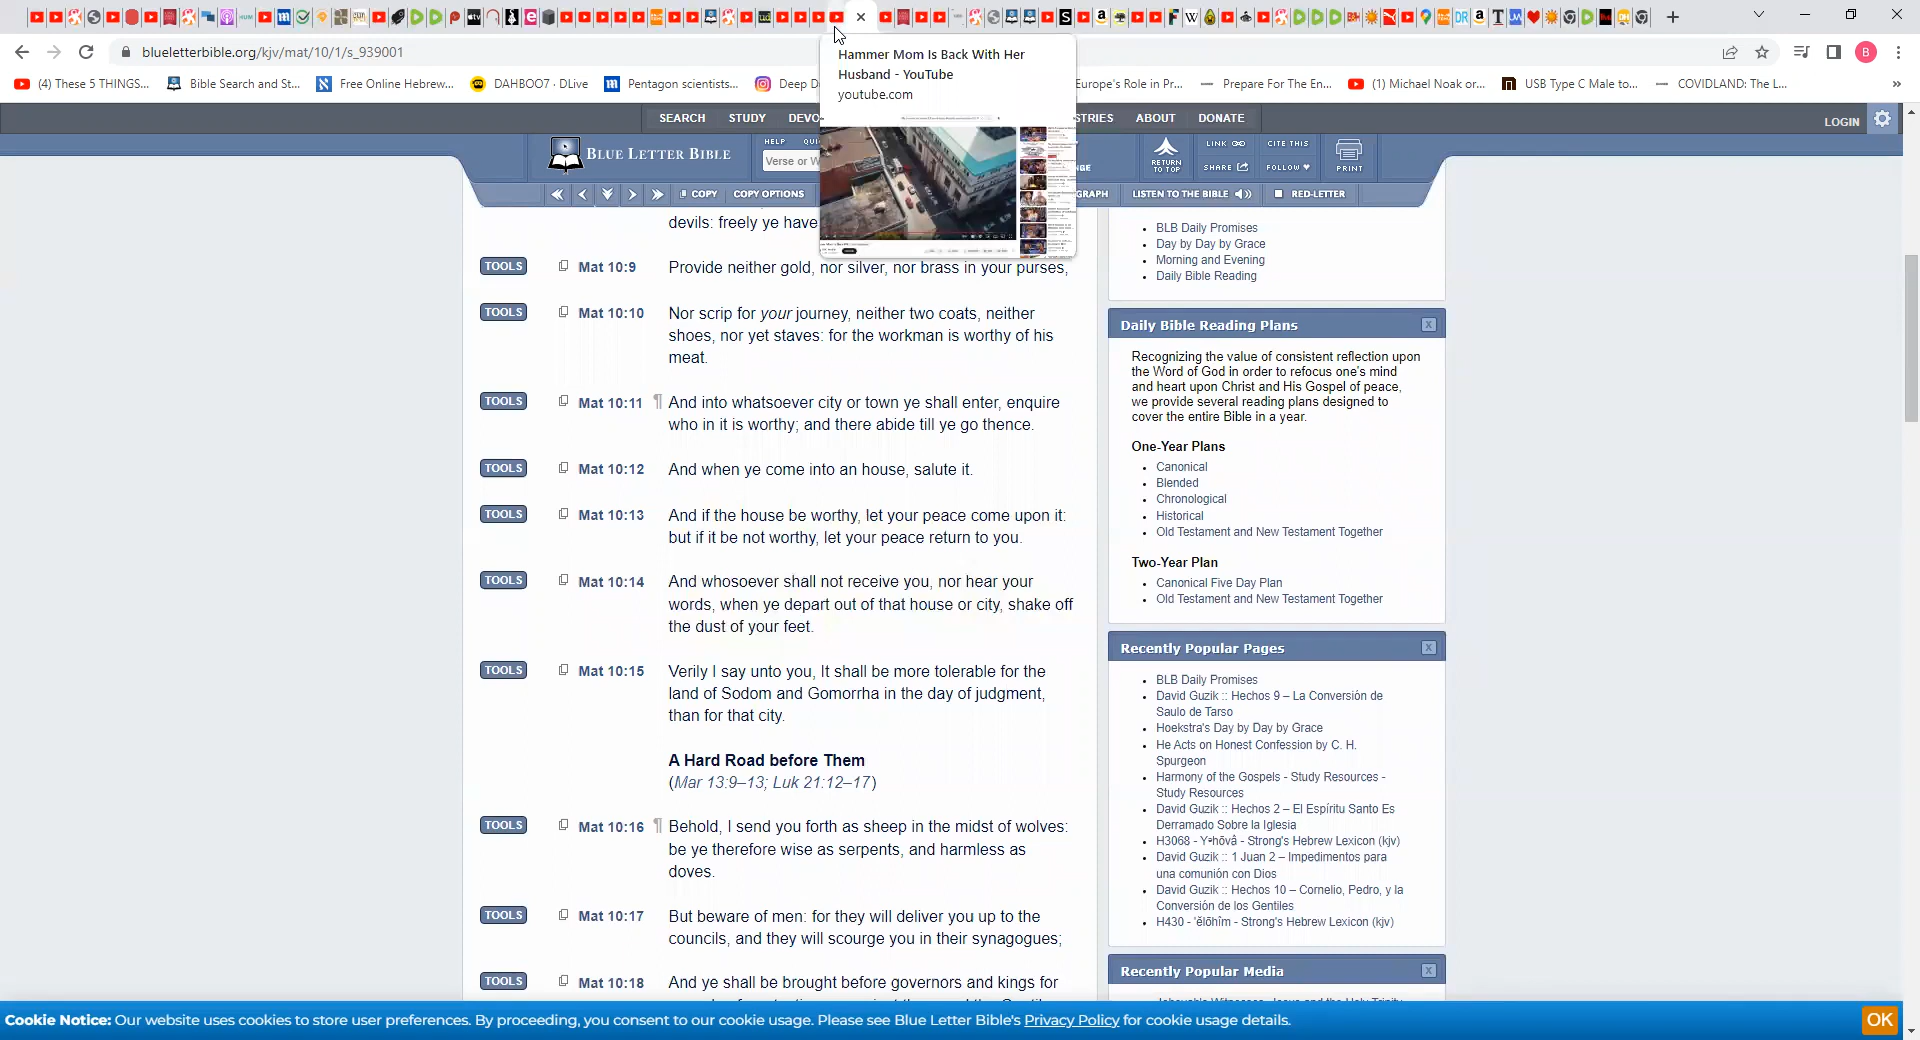 blueletterbible.org/kjv/mat/10/1/s_939001
B
(4) These 5 THINGS...
Bible Search and St...
Free Online Hebrew...
DAHBOO7 - DLive
Pentagon scientists...
Deep D
Europe's Role in Pr...
Prepare For The En...
(1) Michael Noak or...
USB Type C Male to...
COVIDLAND: The L...
Hammer Mom Is Back With Her
Husband - YouTube
youtube.com
SEARCH
STUDY
DEVO
STRIES
ABOUT
DONATE
LOGIN
BLUE LETTER BIBLE
HELP
QUI
Verse or W
NGE
RETURN
TO TOP
LINK
CITE THIS
SHARE
FOLLOW
PRINT
COPY
COPY OPTIONS
GRAPH
LISTEN TO THE BIBLE
RED-LETTER
devils: freely ye have
TOOLS Mat 10:9 Provide neither gold, nor silver, nor brass in your purses,
TOOLS Mat 10:10 Nor scrip for your journey, neither two coats, neither
shoes, nor yet staves: for the workman is worthy of his
meat.
TOOLS Mat 10:11 ¶ And into whatsoever city or town ye shall enter, enquire
who in it is worthy; and there abide till ye go thence.
TOOLS Mat 10:12 And when ye come into an house, salute it.
TOOLS Mat 10:13 And if the house be worthy, let your peace come upon it:
but if it be not worthy, let your peace return to you.
TOOLS Mat 10:14 And whosoever shall not receive you, nor hear your
words, when ye depart out of that house or city, shake off
the dust of your feet.
TOOLS Mat 10:15 Verily I say unto you, It shall be more tolerable for the
land of Sodom and Gomorrha in the day of judgment,
than for that city.
A Hard Road before Them
(Mar 13:9–13; Luk 21:12–17)
TOOLS Mat 10:16 ¶ Behold, I send you forth as sheep in the midst of wolves:
be ye therefore wise as serpents, and harmless as
doves.
TOOLS Mat 10:17 But beware of men: for they will deliver you up to the
councils, and they will scourge you in their synagogues;
TOOLS Mat 10:18 And ye shall be brought before governors and kings for
BLB Daily Promises
Day by Day by Grace
Morning and Evening
Daily Bible Reading
Daily Bible Reading Plans
Recognizing the value of consistent reflection upon
the Word of God in order to refocus one's mind
and heart upon Christ and His Gospel of peace,
we provide several reading plans designed to
cover the entire Bible in a year.
One-Year Plans
Canonical
Blended
Chronological
Historical
Old Testament and New Testament Together
Two-Year Plan
Canonical Five Day Plan
Old Testament and New Testament Together
Recently Popular Pages
BLB Daily Promises
David Guzik :: Hechos 9 – La Conversión de
Saulo de Tarso
Hoekstra's Day by Day by Grace
He Acts on Honest Confession by C. H.
Spurgeon
Harmony of the Gospels - Study Resources -
Study Resources
David Guzik :: Hechos 2 – El Espíritu Santo Es
Derramado Sobre la Iglesia
H3068 - Yᵊhōvâ - Strong's Hebrew Lexicon (kjv)
David Guzik :: 1 Juan 2 – Impedimentos para
una comunión con Dios
David Guzik :: Hechos 10 – Cornelio, Pedro, y la
Conversión de los Gentiles
H430 - 'ĕlōhîm - Strong's Hebrew Lexicon (kjv)
Recently Popular Media
Cookie Notice: Our website uses cookies to store user preferences. By proceeding, you consent to our cookie usage. Please see Blue Letter Bible's Privacy Policy for cookie usage details.
OK